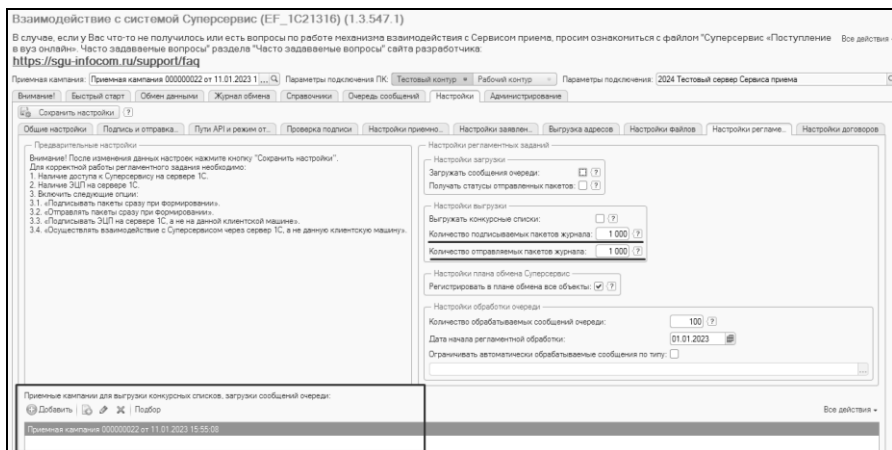 Взаимодействие с системой Суперсервис (EF_1C21316) (1.3.547.1)
В случае, если у Вас что-то не получилось или есть вопросы по работе механизма взаимодействия с Сервисом приема, просим ознакомиться с файлом "Суперсервис «Поступление Все действия
в вуз онлайн». Часто задаваемые вопросы" раздела "Часто задаваемые вопросы" сайта
разработчика:
https://sgu-infocom.ru/support/faq
Приемная кампания: Приемная кампания 000000022 от 11.01.2023 1 ... Параметры подключения ПК: Тестовый контур Рабочий контур Параметры подключения: 2024 Тестовый сервер Сервиса приема
Внимание! Быстрый старт Обмен данными Журнал обмена Справочники Очередь сообщений Настройки Администрирование
Сохранить настройки ?
Общие настройки Подпись и отправка... Пути API и режим от... Проверка подписи Настройки приемно... Настройки заявлен... Выгрузка адресов Настройки файлов Настройки регламе... Настройки договоров
Предварительные настройки
Внимание! После изменения данных настроек нажмите кнопку "Сохранить настройки".
Для корректной работы регламентного задания необходимо:
1. Наличие доступа к Суперсервису на сервере 1С.
2. Наличие ЭЦП на сервере 1С.
3. Включить следующие опции:
3.1. «Подписывать пакеты сразу при формировании».
3.2. «Отправлять пакеты сразу при формировании».
3.3. «Подписывать ЭЦП на сервере 1С, а не на данной клиентской машине».
3.4. «Осуществлять взаимодействие с Суперсервисом через сервер 1С, а не данную клиентскую машину».
Настройки регламентных заданий
Настройки загрузки
Загружать сообщения очереди: ?
Получать статусы отправленных пакетов: ?
Настройки выгрузки
Выгружать конкурсные списки: ?
Количество подписываемых пакетов журнала: 1 000 ?
Количество отправляемых пакетов журнала: 1 000 ?
Настройки плана обмена Суперсервис
Регистрировать в плане обмена все объекты: ?
Настройки обработки очереди
Количество обрабатываемых сообщений очереди: 100 ?
Дата начала регламентной обработки: 01.01.2023
Ограничивать автоматически обрабатываемые сообщения по типу:
...
Приемные кампании для выгрузки конкурсных списков, загрузки сообщений очереди:
Добавить Подбор Все действия
Приемная кампания 000000022 от 11.01.2023 15:55:08